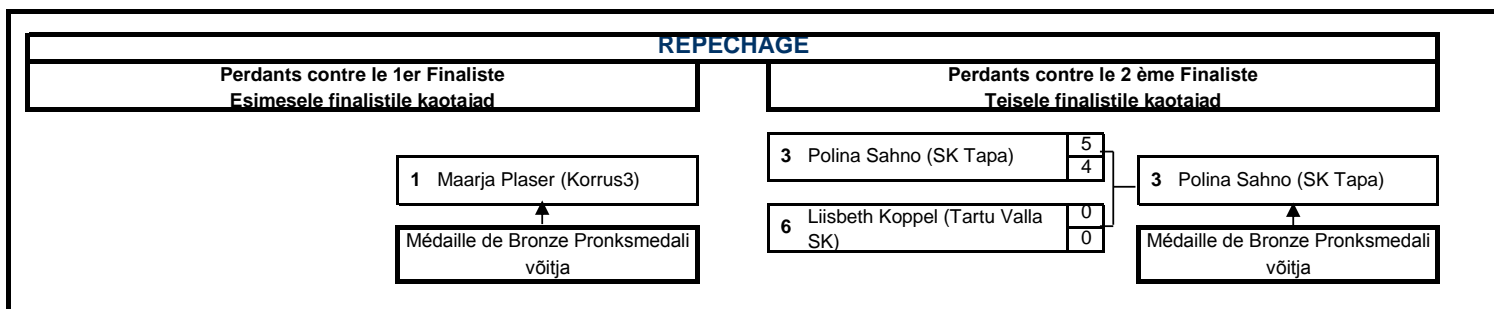 REPECHAGE
Perdants contre le 1er Finaliste
Esimesele finalistile kaotajad
Perdants contre le 2 ème Finaliste
Teisele finalistile kaotajad
1 Maarja Plaser (Korrus3)
Médaille de Bronze Pronksmedali
võitja
3 Polina Sahno (SK Tapa)
5
4
6 Liisbeth Koppel (Tartu Valla
SK)
0
0
3 Polina Sahno (SK Tapa)
Médaille de Bronze Pronksmedali
võitja